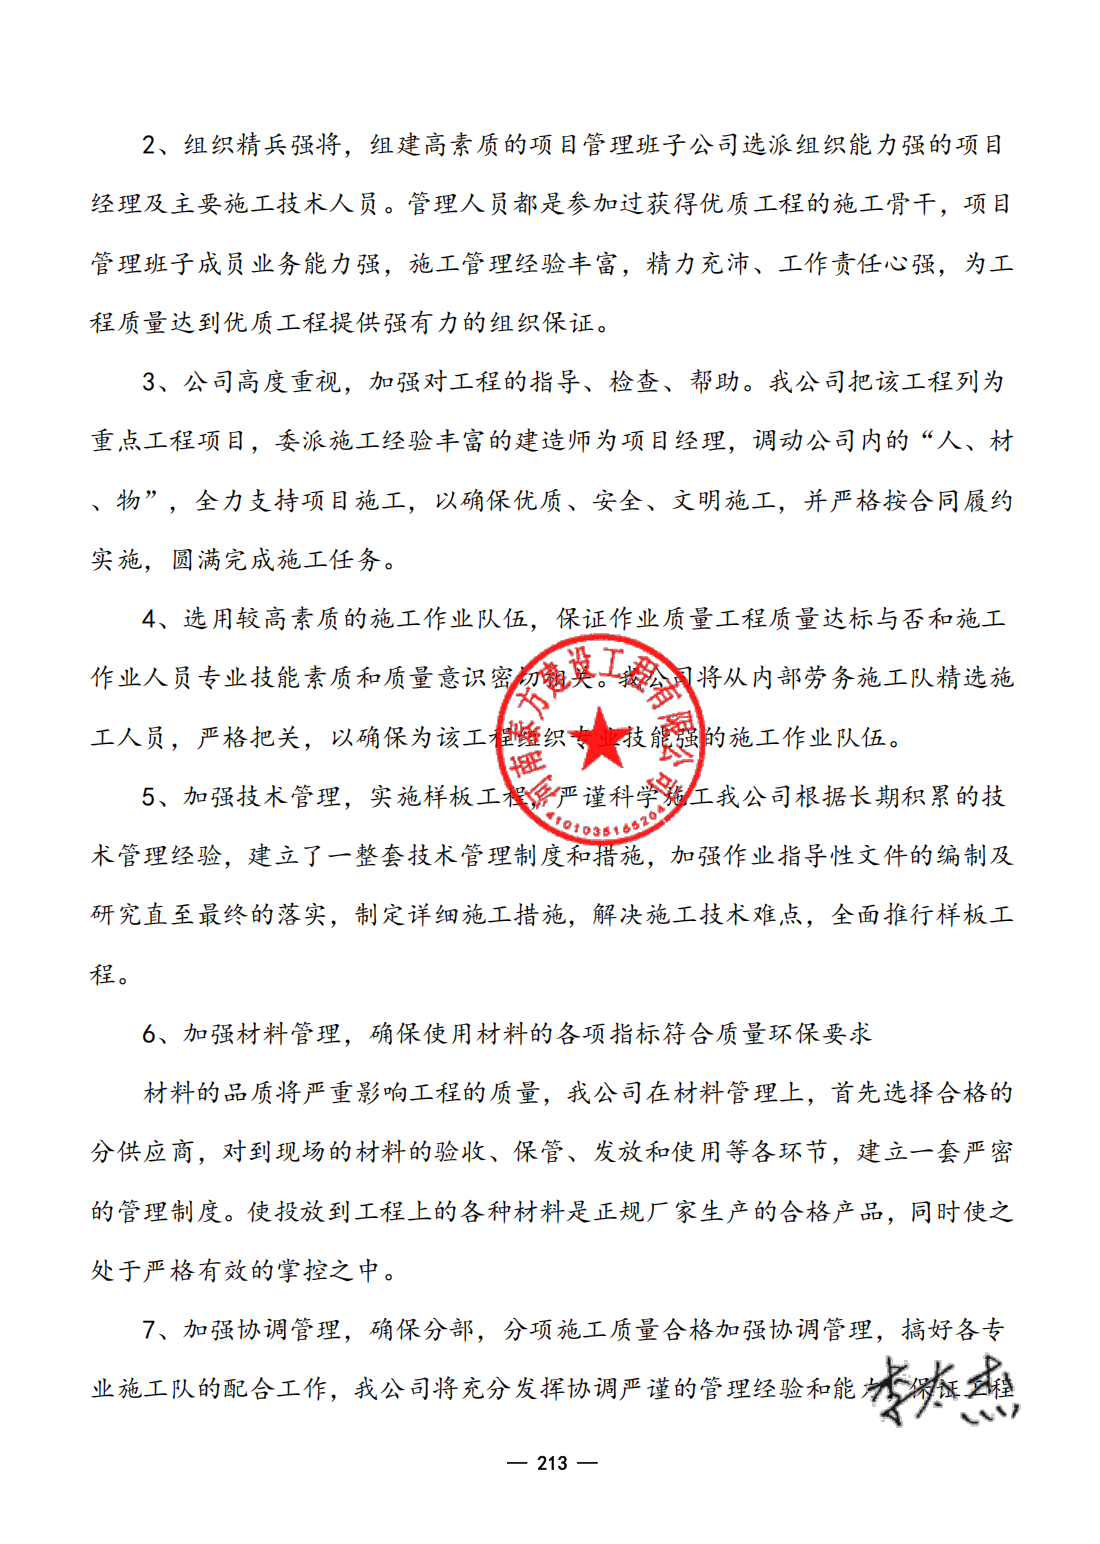 2、组织精兵强将，组建高素质的项目管理班子公司选派组织能力强的项目
经理及主要施工技术人员。管理人员都是参加过获得优质工程的施工骨干，项目
管理班子成员业务能力强，施工管理经验丰富，精力充沛、工作责任心强，为工
程质量达到优质工程提供强有力的组织保证。
3、公司高度重视，加强对工程的指导、检查、帮助。我公司把该工程列为
重点工程项目，委派施工经验丰富的建造师为项目经理，调动公司内的“人、材
、物”，全力支持项目施工，以确保优质、安全、文明施工，并严格按合同履约
实施，圆满完成施工任务。
4、选用较高素质的施工作业队伍，保证作业质量工程质量达标与否和施工
作业人员专业技能素质和质量意识密切相关。我公司将从内部劳务施工队精选施
工人员，严格把关，以确保为该工程组织专业技能强的施工作业队伍。
河南泰方建设工程有限公司
5、加强技术管理，实施样板工程，严谨科学施工我公司根据长期积累的技
术管理经验，建立了一整套技术管理制度和措施，加强作业指导性文件的编制及
研究直至最终的落实，制定详细施工措施，解决施工技术难点，全面推行样板工
程。
6、加强材料管理，确保使用材料的各项指标符合质量环保要求
材料的品质将严重影响工程的质量，我公司在材料管理上，首先选择合格的
分供应商，对到现场的材料的验收、保管、发放和使用等各环节，建立一套严密
的管理制度。使投放到工程上的各种材料是正规厂家生产的合格产品，同时使之
处于严格有效的掌控之中。
7、加强协调管理，确保分部，分项施工质量合格加强协调管理，搞好各专
业施工队的配合工作，我公司将充分发挥协调严谨的管理经验和能力，保证工程
— 213 —